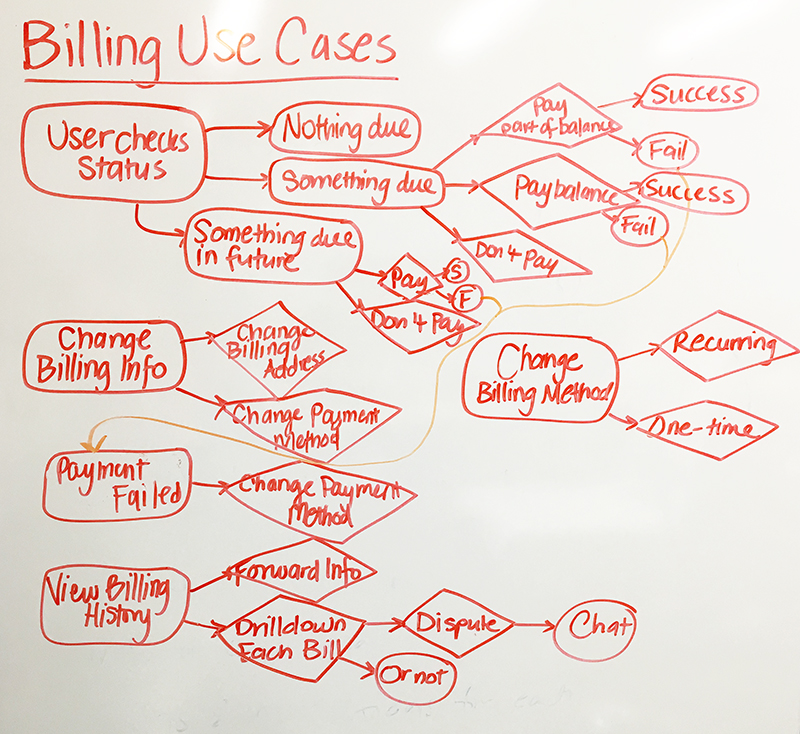 Billing Use Cases
User checks
Status
Nothing due
Something due
Pay
part of balance
Success
Fail
Pay balance
Success
Fail
Don't Pay
Something due
in future
Pay
S
F
Don't Pay
Change
Billing Info
Change
Billing
Address
Change Payment
Method
Change
Billing Method
Recurring
One-time
Payment
Failed
Change Payment
Method
View Billing
History
Forward Info
Drilldown
Each Bill
Dispute
Chat
Or not